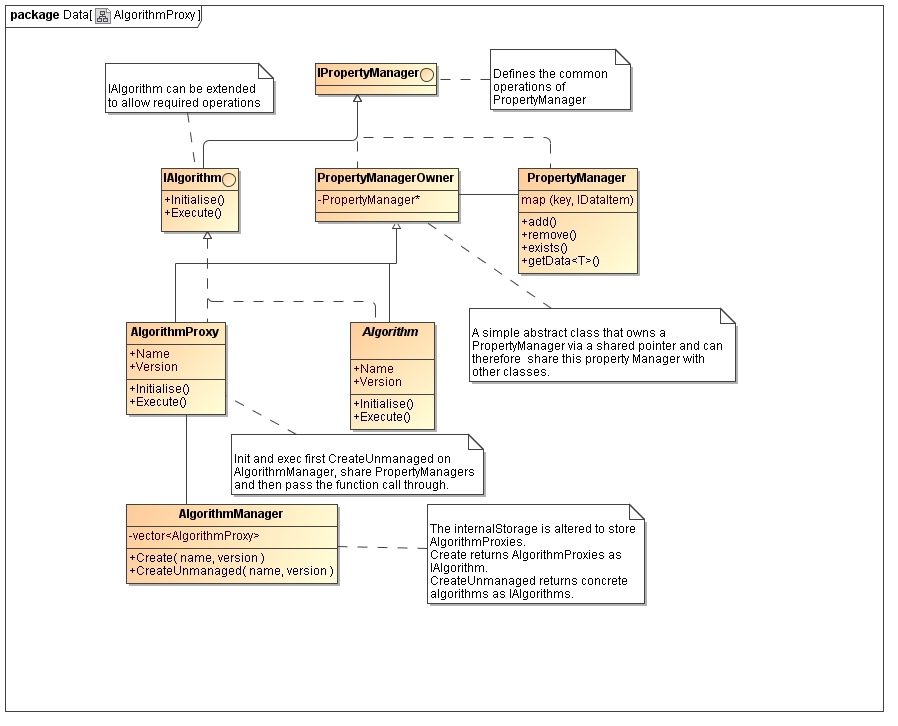 package Data[ AlgorithmProxy]
IPropertyManager
Defines the common
operations of
PropertyManager
IAlgorithm can be extended
to allow required operations
IAlgorithm
+Initialise()
+Execute()
PropertyManagerOwner
-PropertyManager*
PropertyManager
map (key, IDataItem)
+add()
+remove()
+exists()
+getData<T>()
A simple abstract class that owns a
PropertyManager via a shared pointer and can
therefore share this property Manager with
other classes.
AlgorithmProxy
+Name
+Version
+Initialise()
+Execute()
Algorithm
+Name
+Version
+Initialise()
+Execute()
Init and exec first CreateUnmanaged on
AlgorithmManager, share PropertyManagers
and then pass the function call through.
AlgorithmManager
-vector<AlgorithmProxy>
+Create( name, version )
+CreateUnmanaged( name, version )
The internalStorage is altered to store
AlgorithmProxies.
Create returns AlgorithmProxies as
IAlgorithm.
CreateUnmanaged returns concrete
algorithms as IAlgorithms.